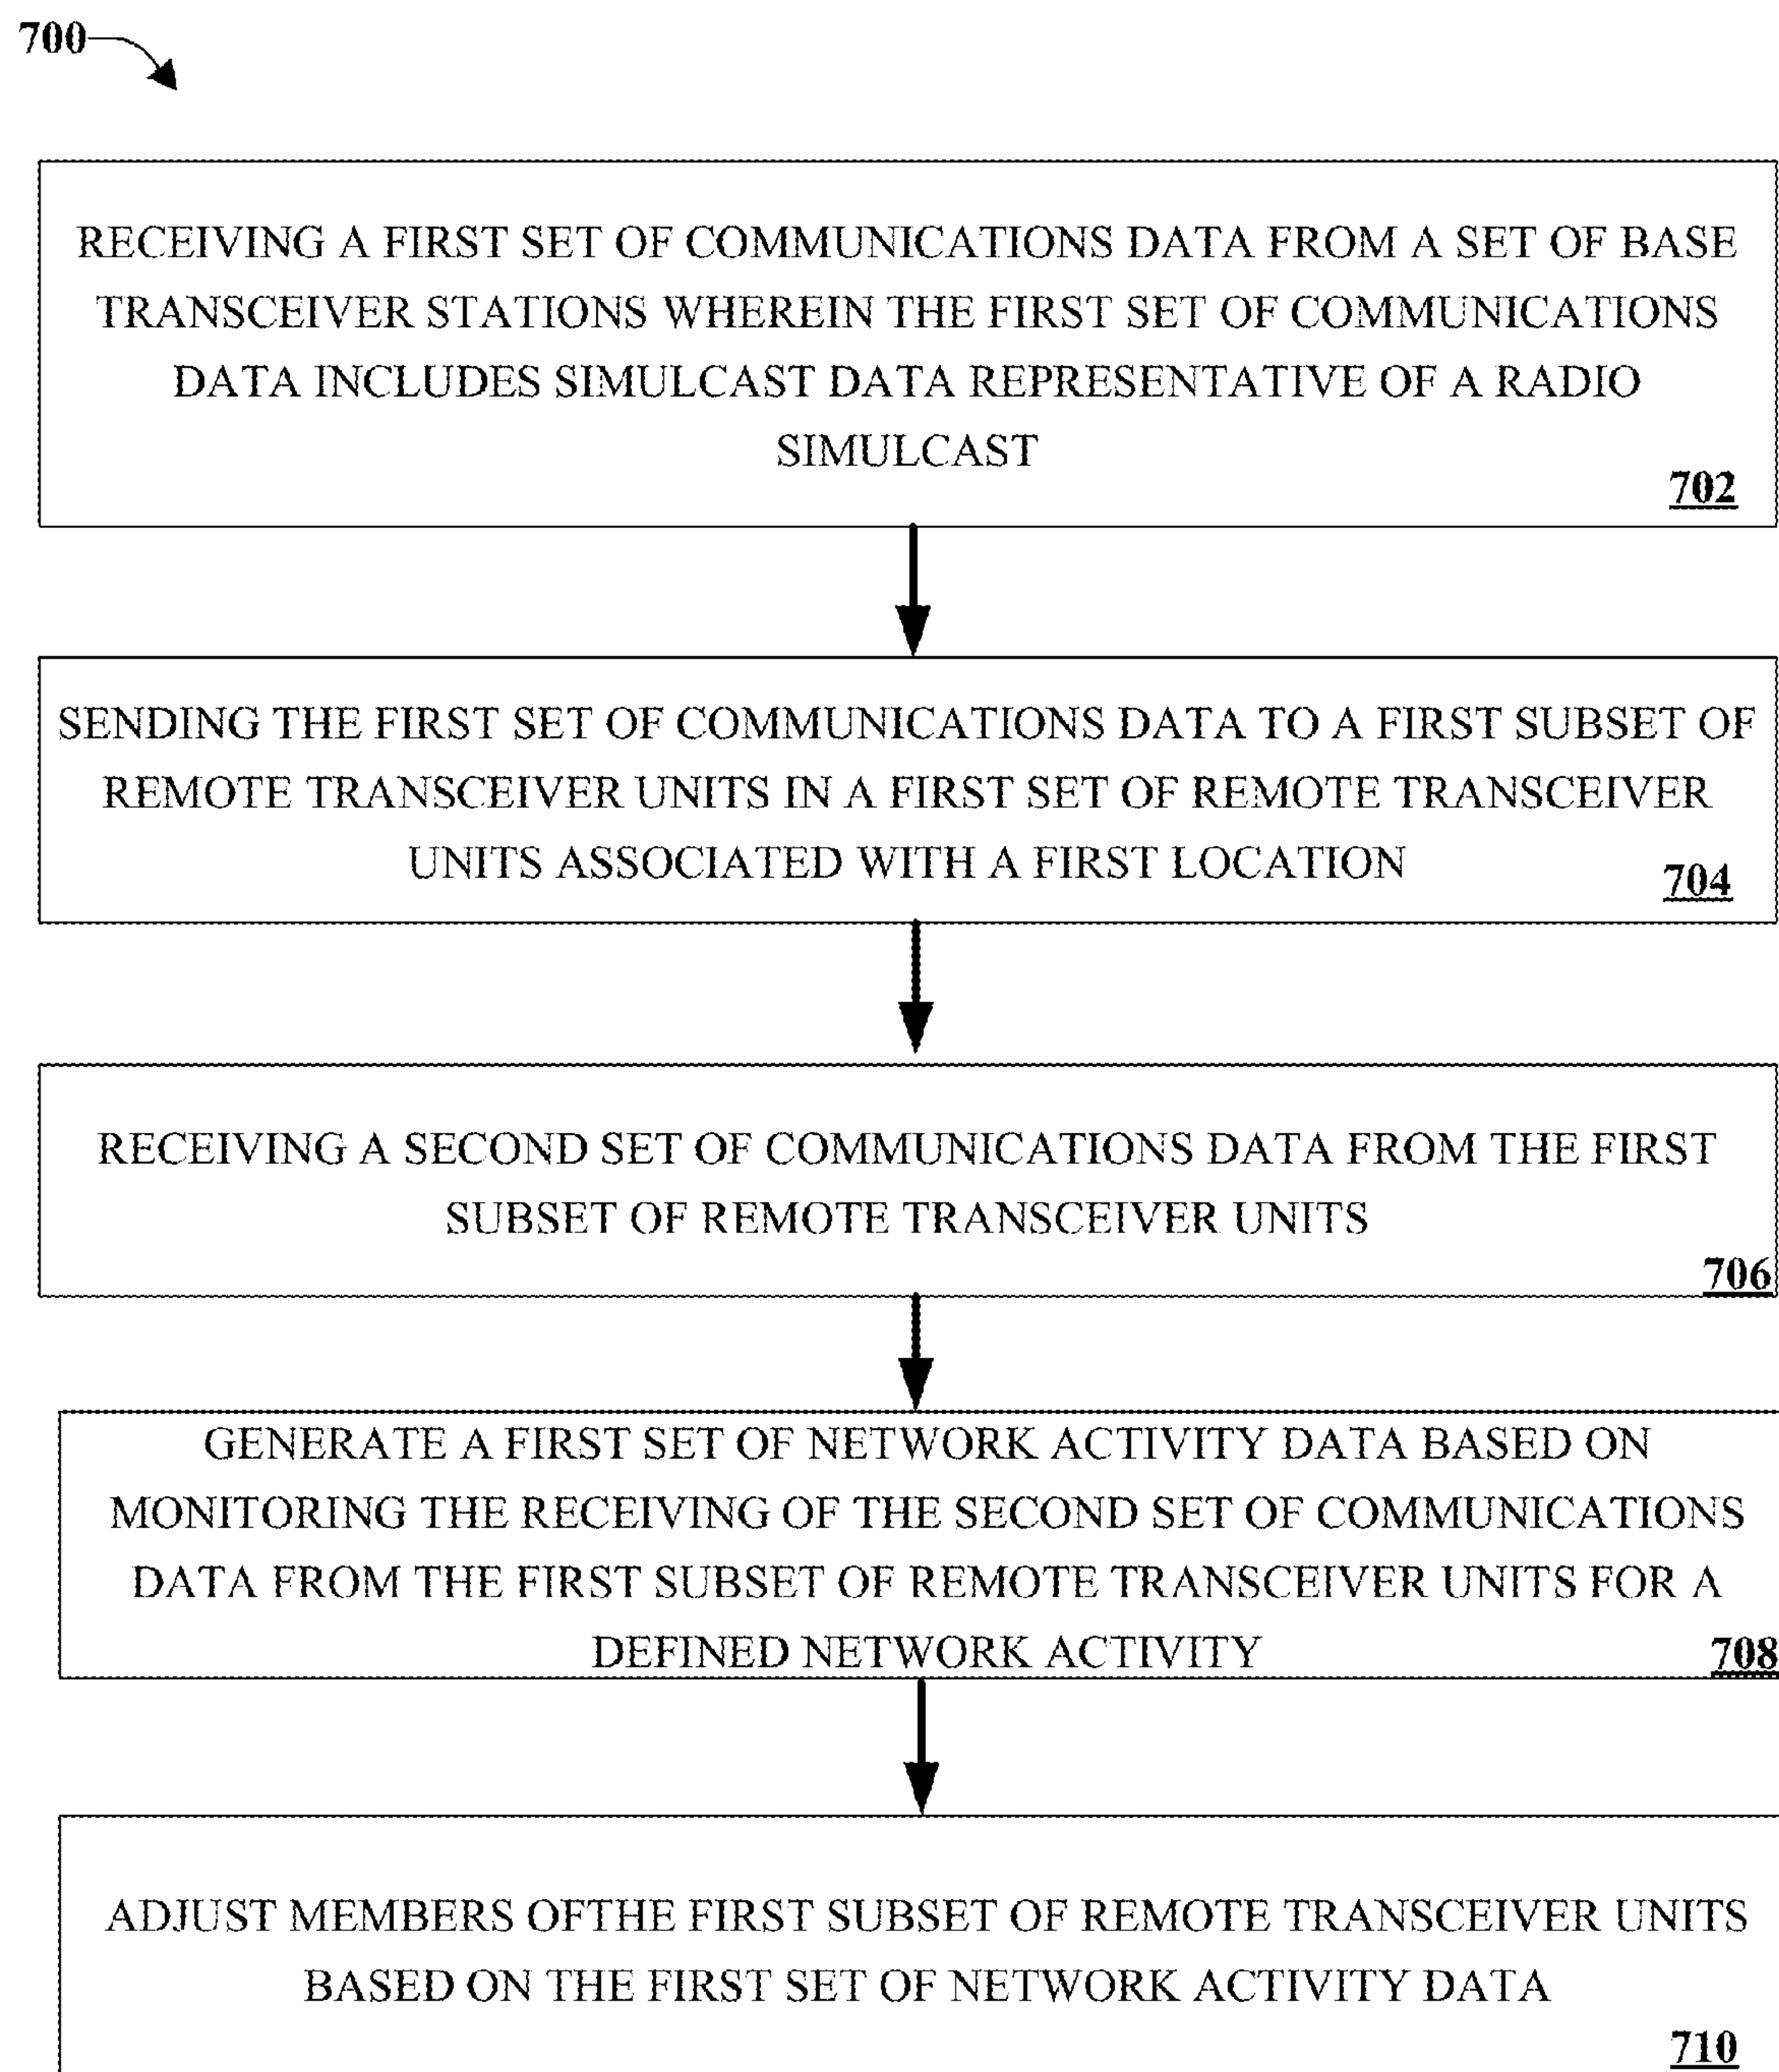 700
RECEIVING A FIRST SET OF COMMUNICATIONS DATA FROM A SET OF BASE
TRANSCEIVER STATIONS WHEREIN THE FIRST SET OF COMMUNICATIONS
DATA INCLUDES SIMULCAST DATA REPRESENTATIVE OF A RADIO
SIMULCAST
702
SENDING THE FIRST SET OF COMMUNICATIONS DATA TO A FIRST SUBSET OF
REMOTE TRANSCEIVER UNITS IN A FIRST SET OF REMOTE TRANSCEIVER
UNITS ASSOCIATED WITH A FIRST LOCATION
704
RECEIVING A SECOND SET OF COMMUNICATIONS DATA FROM THE FIRST
SUBSET OF REMOTE TRANSCEIVER UNITS
706
GENERATE A FIRST SET OF NETWORK ACTIVITY DATA BASED ON
MONITORING THE RECEIVING OF THE SECOND SET OF COMMUNICATIONS
DATA FROM THE FIRST SUBSET OF REMOTE TRANSCEIVER UNITS FOR A
DEFINED NETWORK ACTIVITY
708
ADJUST MEMBERS OFTHE FIRST SUBSET OF REMOTE TRANSCEIVER UNITS
BASED ON THE FIRST SET OF NETWORK ACTIVITY DATA
710